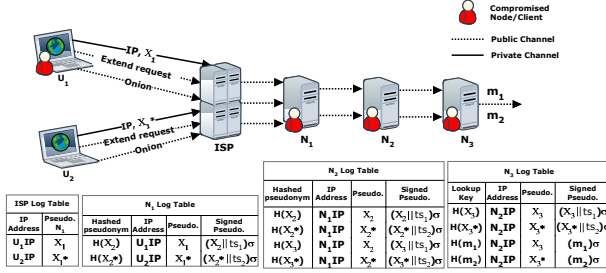 Compromised
Node/Client
Public Channel
Private Channel
IP, X1
Extend request
Onion
U1
IP, X1*
Extend request
Onion
U2
ISP
N1
N2
N3
m1
m2
ISP Log Table
IP Address Pseudo. N1
U1IP X1
U2IP X1*
N1 Log Table
Hashed pseudonym IP Address Pseudo. Signed Pseudo.
H(X2) U1IP X1 (X2||ts1)σ
H(X2*) U2IP X1* (X2*||ts2)σ
N2 Log Table
Hashed pseudonym IP Address Pseudo. Signed Pseudo.
H(X2) N1IP X2 (X2||ts1)σ
H(X2*) N1IP X2* (X2*||ts2)σ
H(X3) N1IP X2 (X3||ts1)σ
H(X3*) N1IP X2* (X3*||ts2)σ
N3 Log Table
Lookup Key IP Address Pseudo. Signed Pseudo.
H(X3) N2IP X3 (X3||ts1)σ
H(X3*) N2IP X3* (X3*||ts2)σ
H(m1) N2IP X3 (m1)σ
H(m2) N2IP X3* (m2)σ